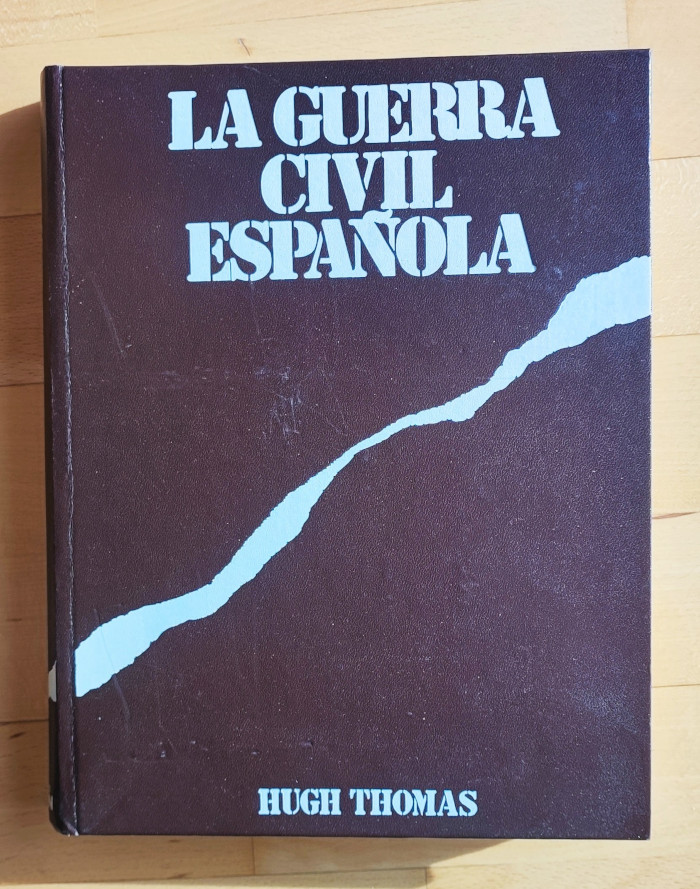 LA GUERRA
CIVIL
ESPAÑOLA
HUGH THOMAS